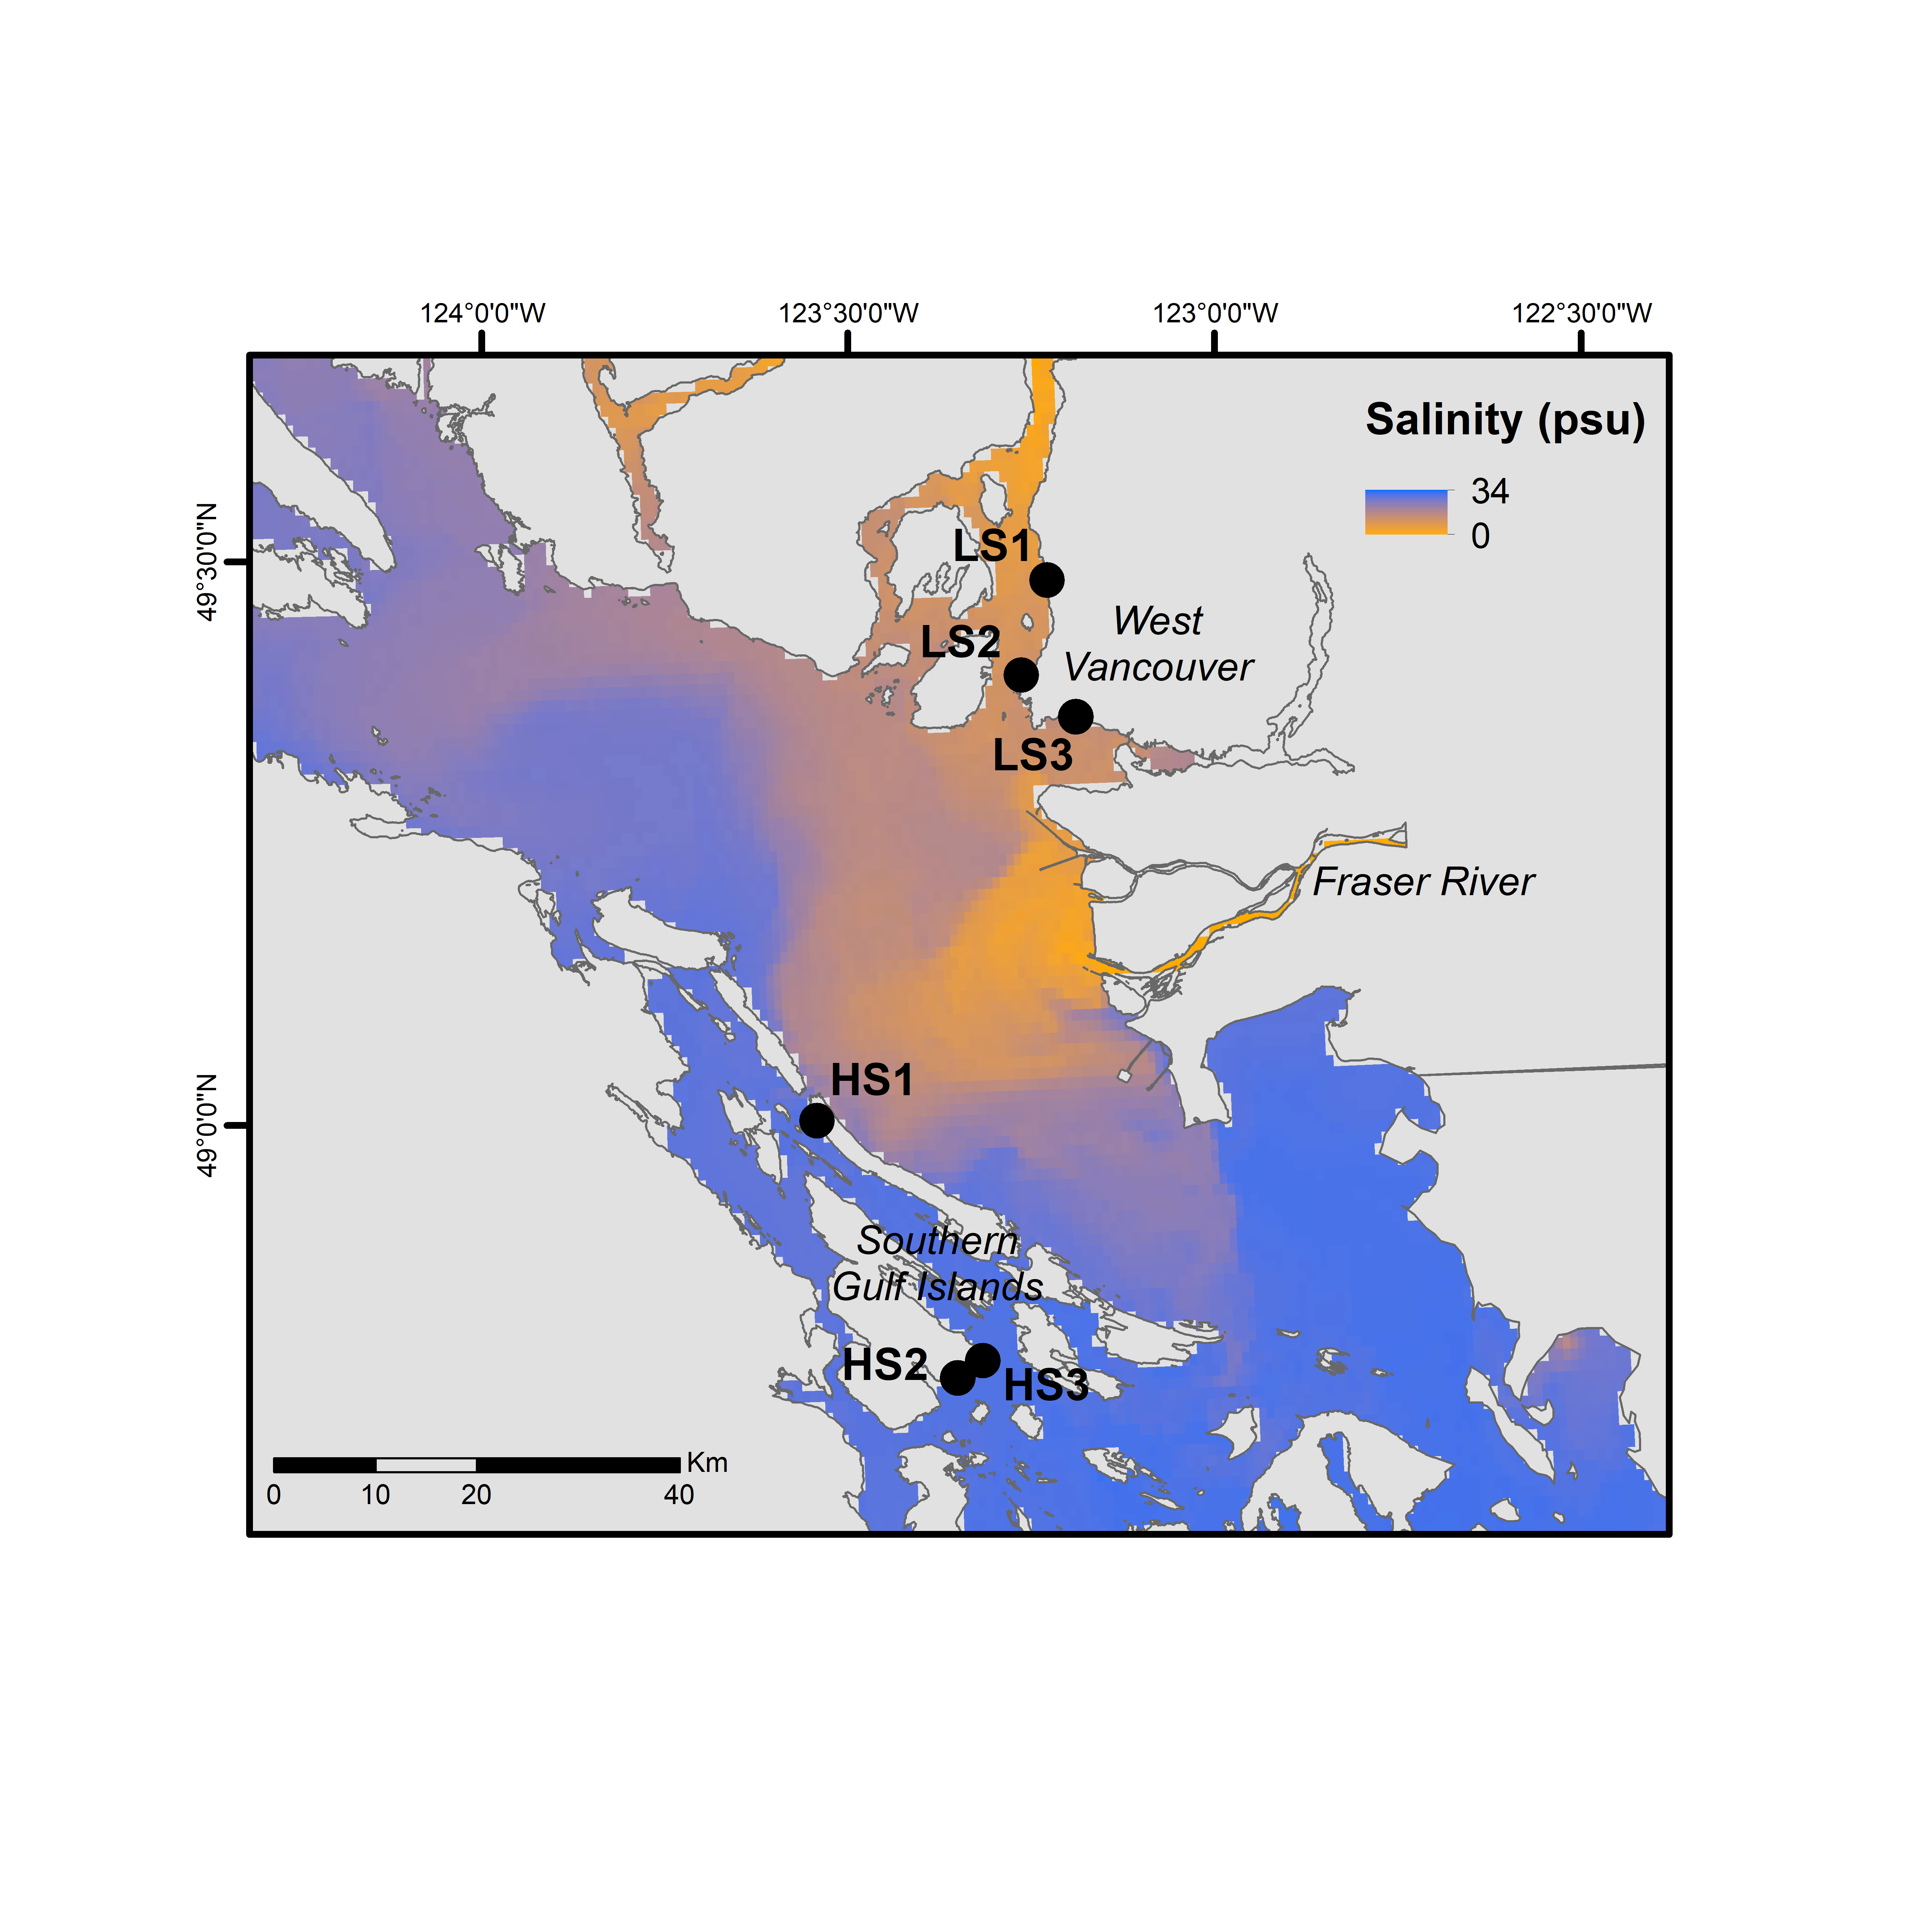 124°0'0"W
123°30'0"W
123°0'0"W
122°30'0"W
Salinity (psu)
34
0
49°30'0"N
LS1
West
Vancouver
LS2
LS3
Fraser River
HS1
49°0'0"N
Southern
Gulf Islands
HS2
HS3
Km
0 10 20 40